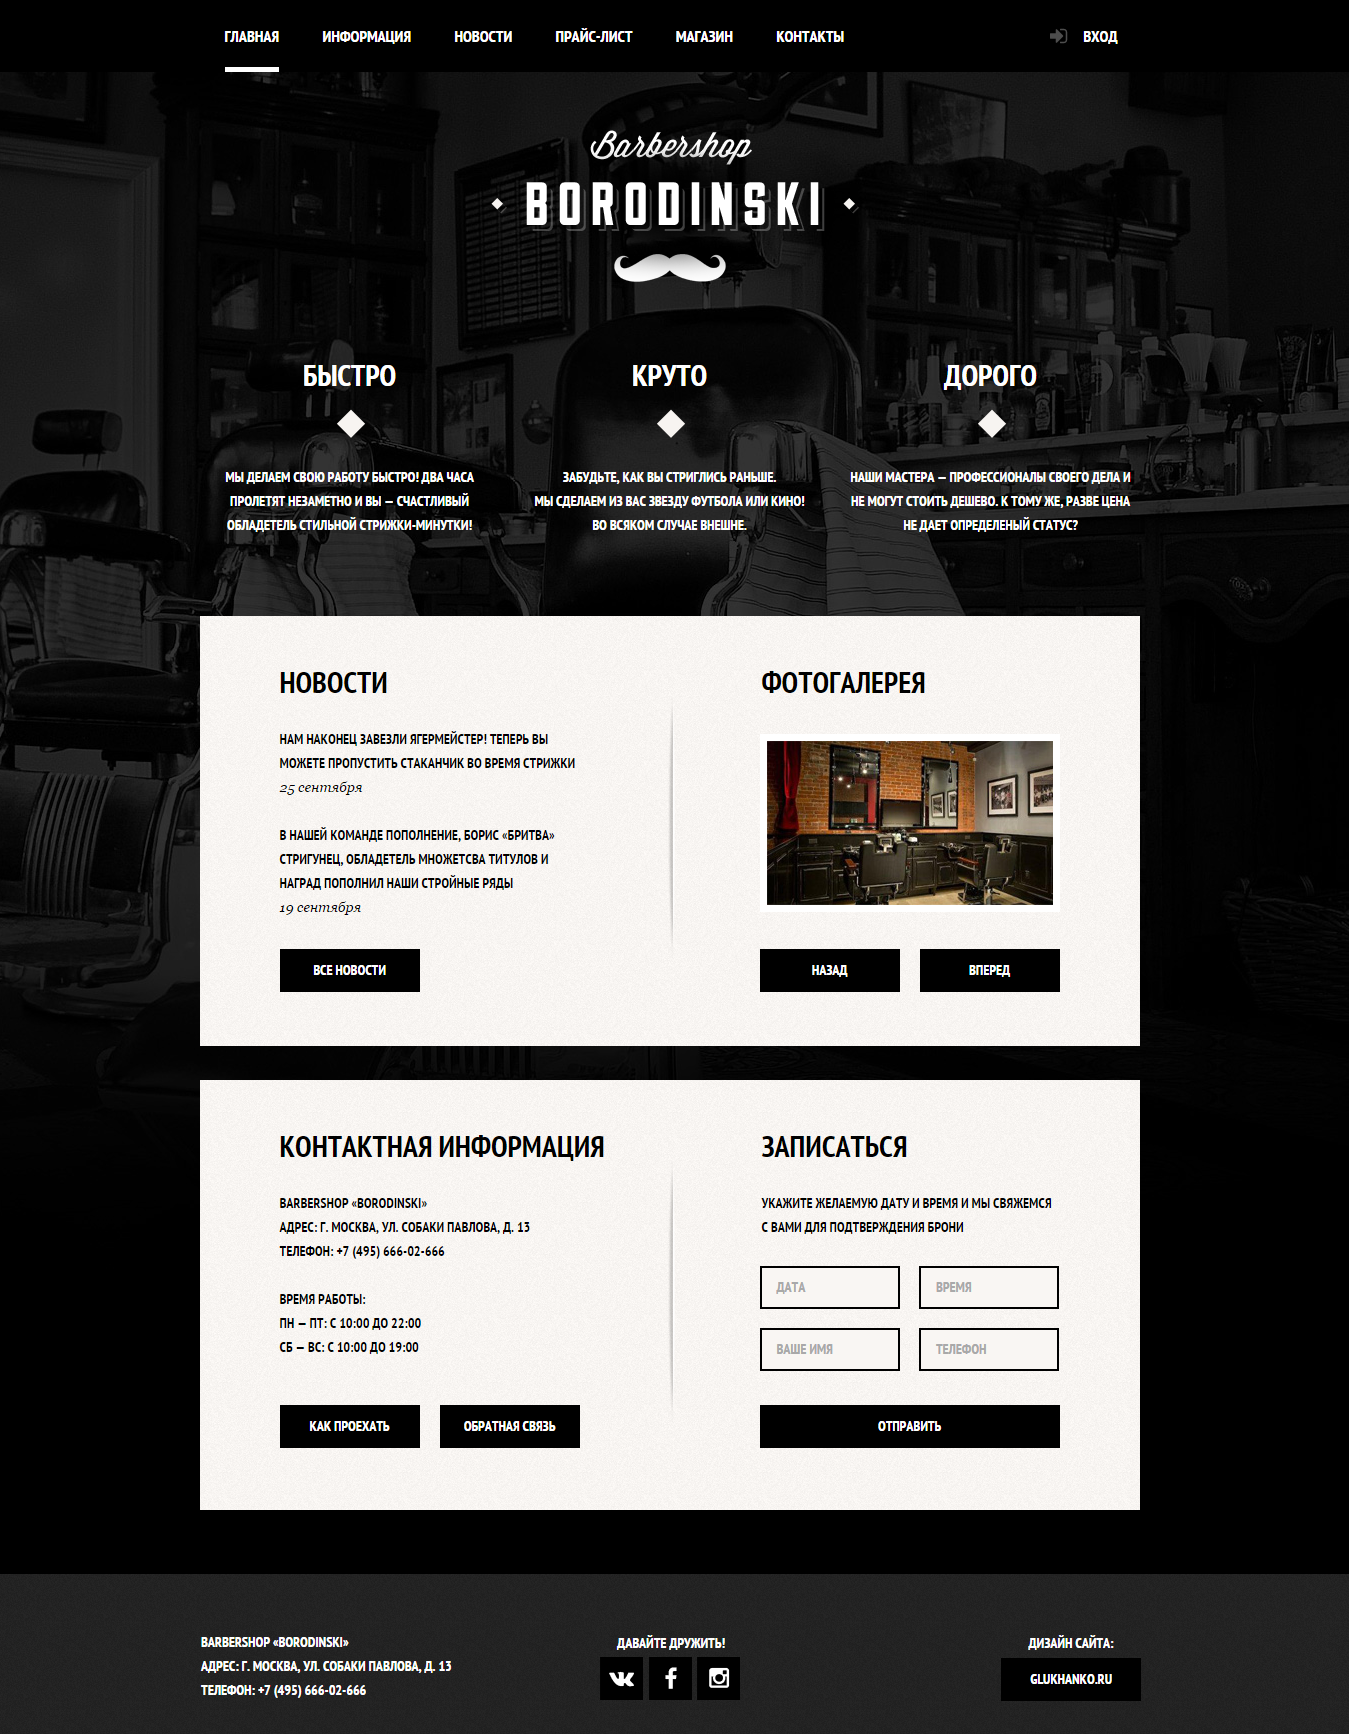 ГЛАВНАЯ ИНФОРМАЦИЯ НОВОСТИ ПРАЙС-ЛИСТ МАГАЗИН КОНТАКТЫ ВХОД
Barbershop
BORODINSKI
БЫСТРО
МЫ ДЕЛАЕМ СВОЮ РАБОТУ БЫСТРО! ДВА ЧАСА
ПРОЛЕТЯТ НЕЗАМЕТНО И ВЫ — СЧАСТЛИВЫЙ
ОБЛАДЕТЕЛЬ СТИЛЬНОЙ СТРИЖКИ-МИНУТКИ!
КРУТО
ЗАБУДЬТЕ, КАК ВЫ СТРИГЛИСЬ РАНЬШЕ.
МЫ СДЕЛАЕМ ИЗ ВАС ЗВЕЗДУ ФУТБОЛА ИЛИ КИНО!
ВО ВСЯКОМ СЛУЧАЕ ВНЕШНЕ.
ДОРОГО
НАШИ МАСТЕРА — ПРОФЕССИОНАЛЫ СВОЕГО ДЕЛА И
НЕ МОГУТ СТОИТЬ ДЕШЕВО. К ТОМУ ЖЕ, РАЗВЕ ЦЕНА
НЕ ДАЕТ ОПРЕДЕЛЕНЫЙ СТАТУС?
НОВОСТИ
НАМ НАКОНЕЦ ЗАВЕЗЛИ ЯГЕРМЕЙСТЕР! ТЕПЕРЬ ВЫ
МОЖЕТЕ ПРОПУСТИТЬ СТАКАНЧИК ВО ВРЕМЯ СТРИЖКИ
25 сентября
В НАШЕЙ КОМАНДЕ ПОПОЛНЕНИЕ, БОРИС «БРИТВА»
СТРИГУНЕЦ, ОБЛАДЕТЕЛЬ МНОЖЕТСВА ТИТУЛОВ И
НАГРАД ПОПОЛНИЛ НАШИ СТРОЙНЫЕ РЯДЫ
19 сентября
ВСЕ НОВОСТИ
ФОТОГАЛЕРЕЯ
НАЗАД ВПЕРЕД
КОНТАКТНАЯ ИНФОРМАЦИЯ
BARBERSHOP «BORODINSKI»
АДРЕС: Г. МОСКВА, УЛ. СОБАКИ ПАВЛОВА, Д. 13
ТЕЛЕФОН: +7 (495) 666-02-666
ВРЕМЯ РАБОТЫ:
ПН — ПТ: С 10:00 ДО 22:00
СБ — ВС: С 10:00 ДО 19:00
КАК ПРОЕХАТЬ ОБРАТНАЯ СВЯЗЬ
ЗАПИСАТЬСЯ
УКАЖИТЕ ЖЕЛАЕМУЮ ДАТУ И ВРЕМЯ И МЫ СВЯЖЕМСЯ
С ВАМИ ДЛЯ ПОДТВЕРЖДЕНИЯ БРОНИ
ДАТА ВРЕМЯ
ВАШЕ ИМЯ ТЕЛЕФОН
ОТПРАВИТЬ
BARBERSHOP «BORODINSKI»
АДРЕС: Г. МОСКВА, УЛ. СОБАКИ ПАВЛОВА, Д. 13
ТЕЛЕФОН: +7 (495) 666-02-666
ДАВАЙТЕ ДРУЖИТЬ!
ДИЗАЙН САЙТА:
GLUKHANKO.RU